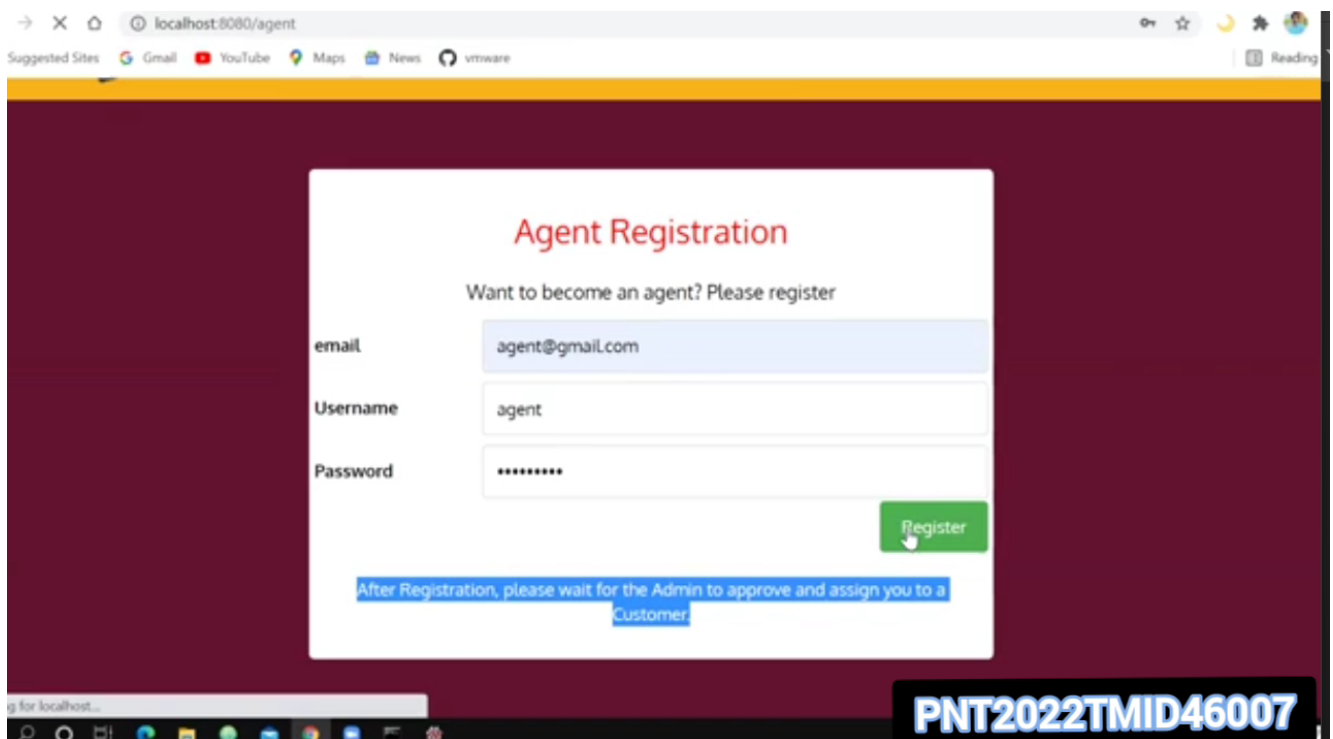 localhost:8080/agent
Suggested Sites Gmail YouTube Maps News vmware Reading
Agent Registration
Want to become an agent? Please register
email agent@gmail.com
Username agent
Password •••••••••
Register
After Registration, please wait for the Admin to approve and assign you to a
Customer.
g for localhost...
PNT2022TMID46007